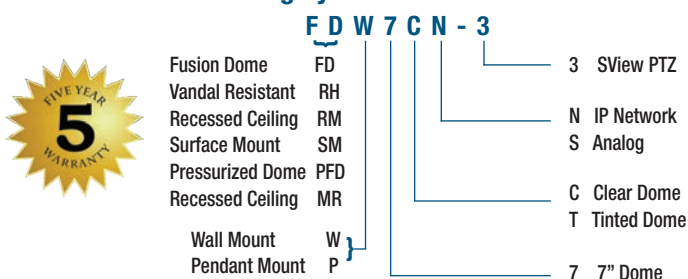 F D W 7 C N - 3
Fusion Dome FD
Vandal Resistant RH
Recessed Ceiling RM
Surface Mount SM
Pressurized Dome PFD
Recessed Ceiling MR
Wall Mount W
Pendant Mount P
3 SView PTZ
N IP Network
S Analog
C Clear Dome
T Tinted Dome
7 7” Dome
FIVE YEAR
5
WARRANTY